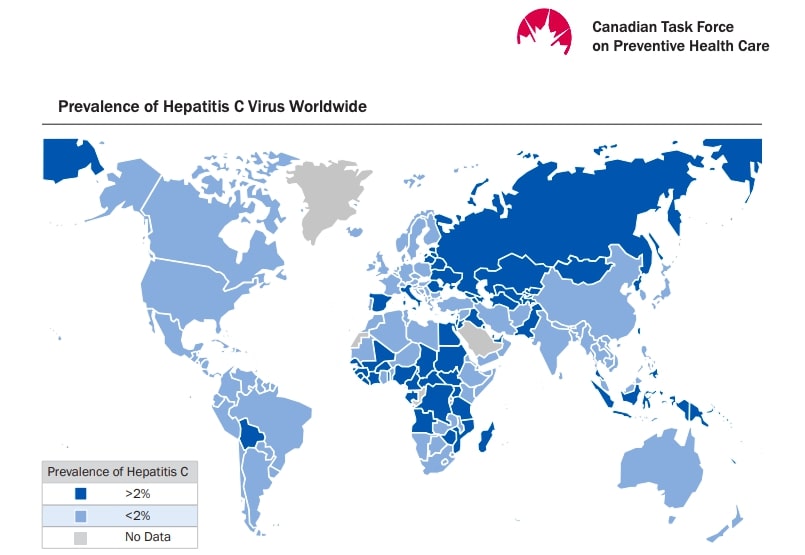 Canadian Task Force
on Preventive Health Care
Prevalence of Hepatitis C Virus Worldwide
Prevalence of Hepatitis C
>2%
<2%
No Data